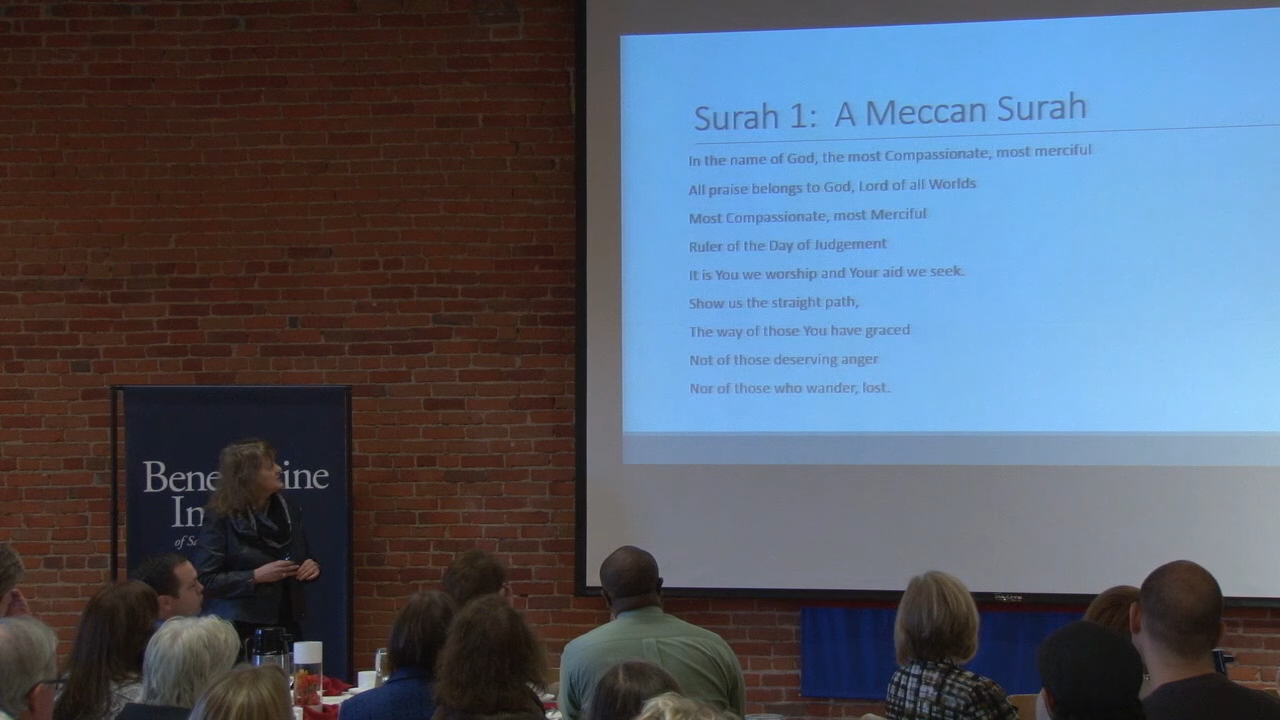 Surah 1: A Meccan Surah
In the name of God, the most Compassionate, most merciful
All praise belongs to God, Lord of all Worlds
Most Compassionate, most Merciful
Ruler of the Day of Judgement
It is You we worship and Your aid we seek.
Show us the straight path,
The way of those You have graced
Not of those deserving anger
Nor of those who wander, lost.
Bene ine
In
of S